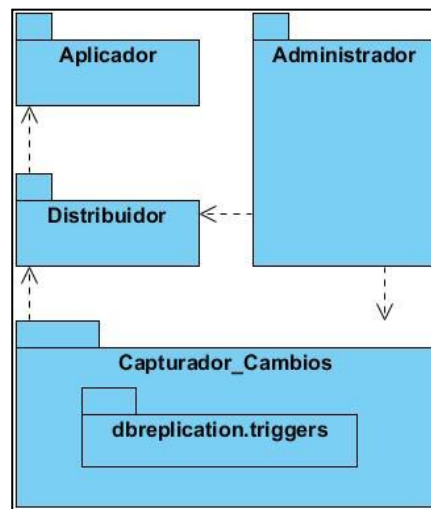 Aplicador
Administrador
Distribuidor
Capturador_Cambios
dbreplication.triggers